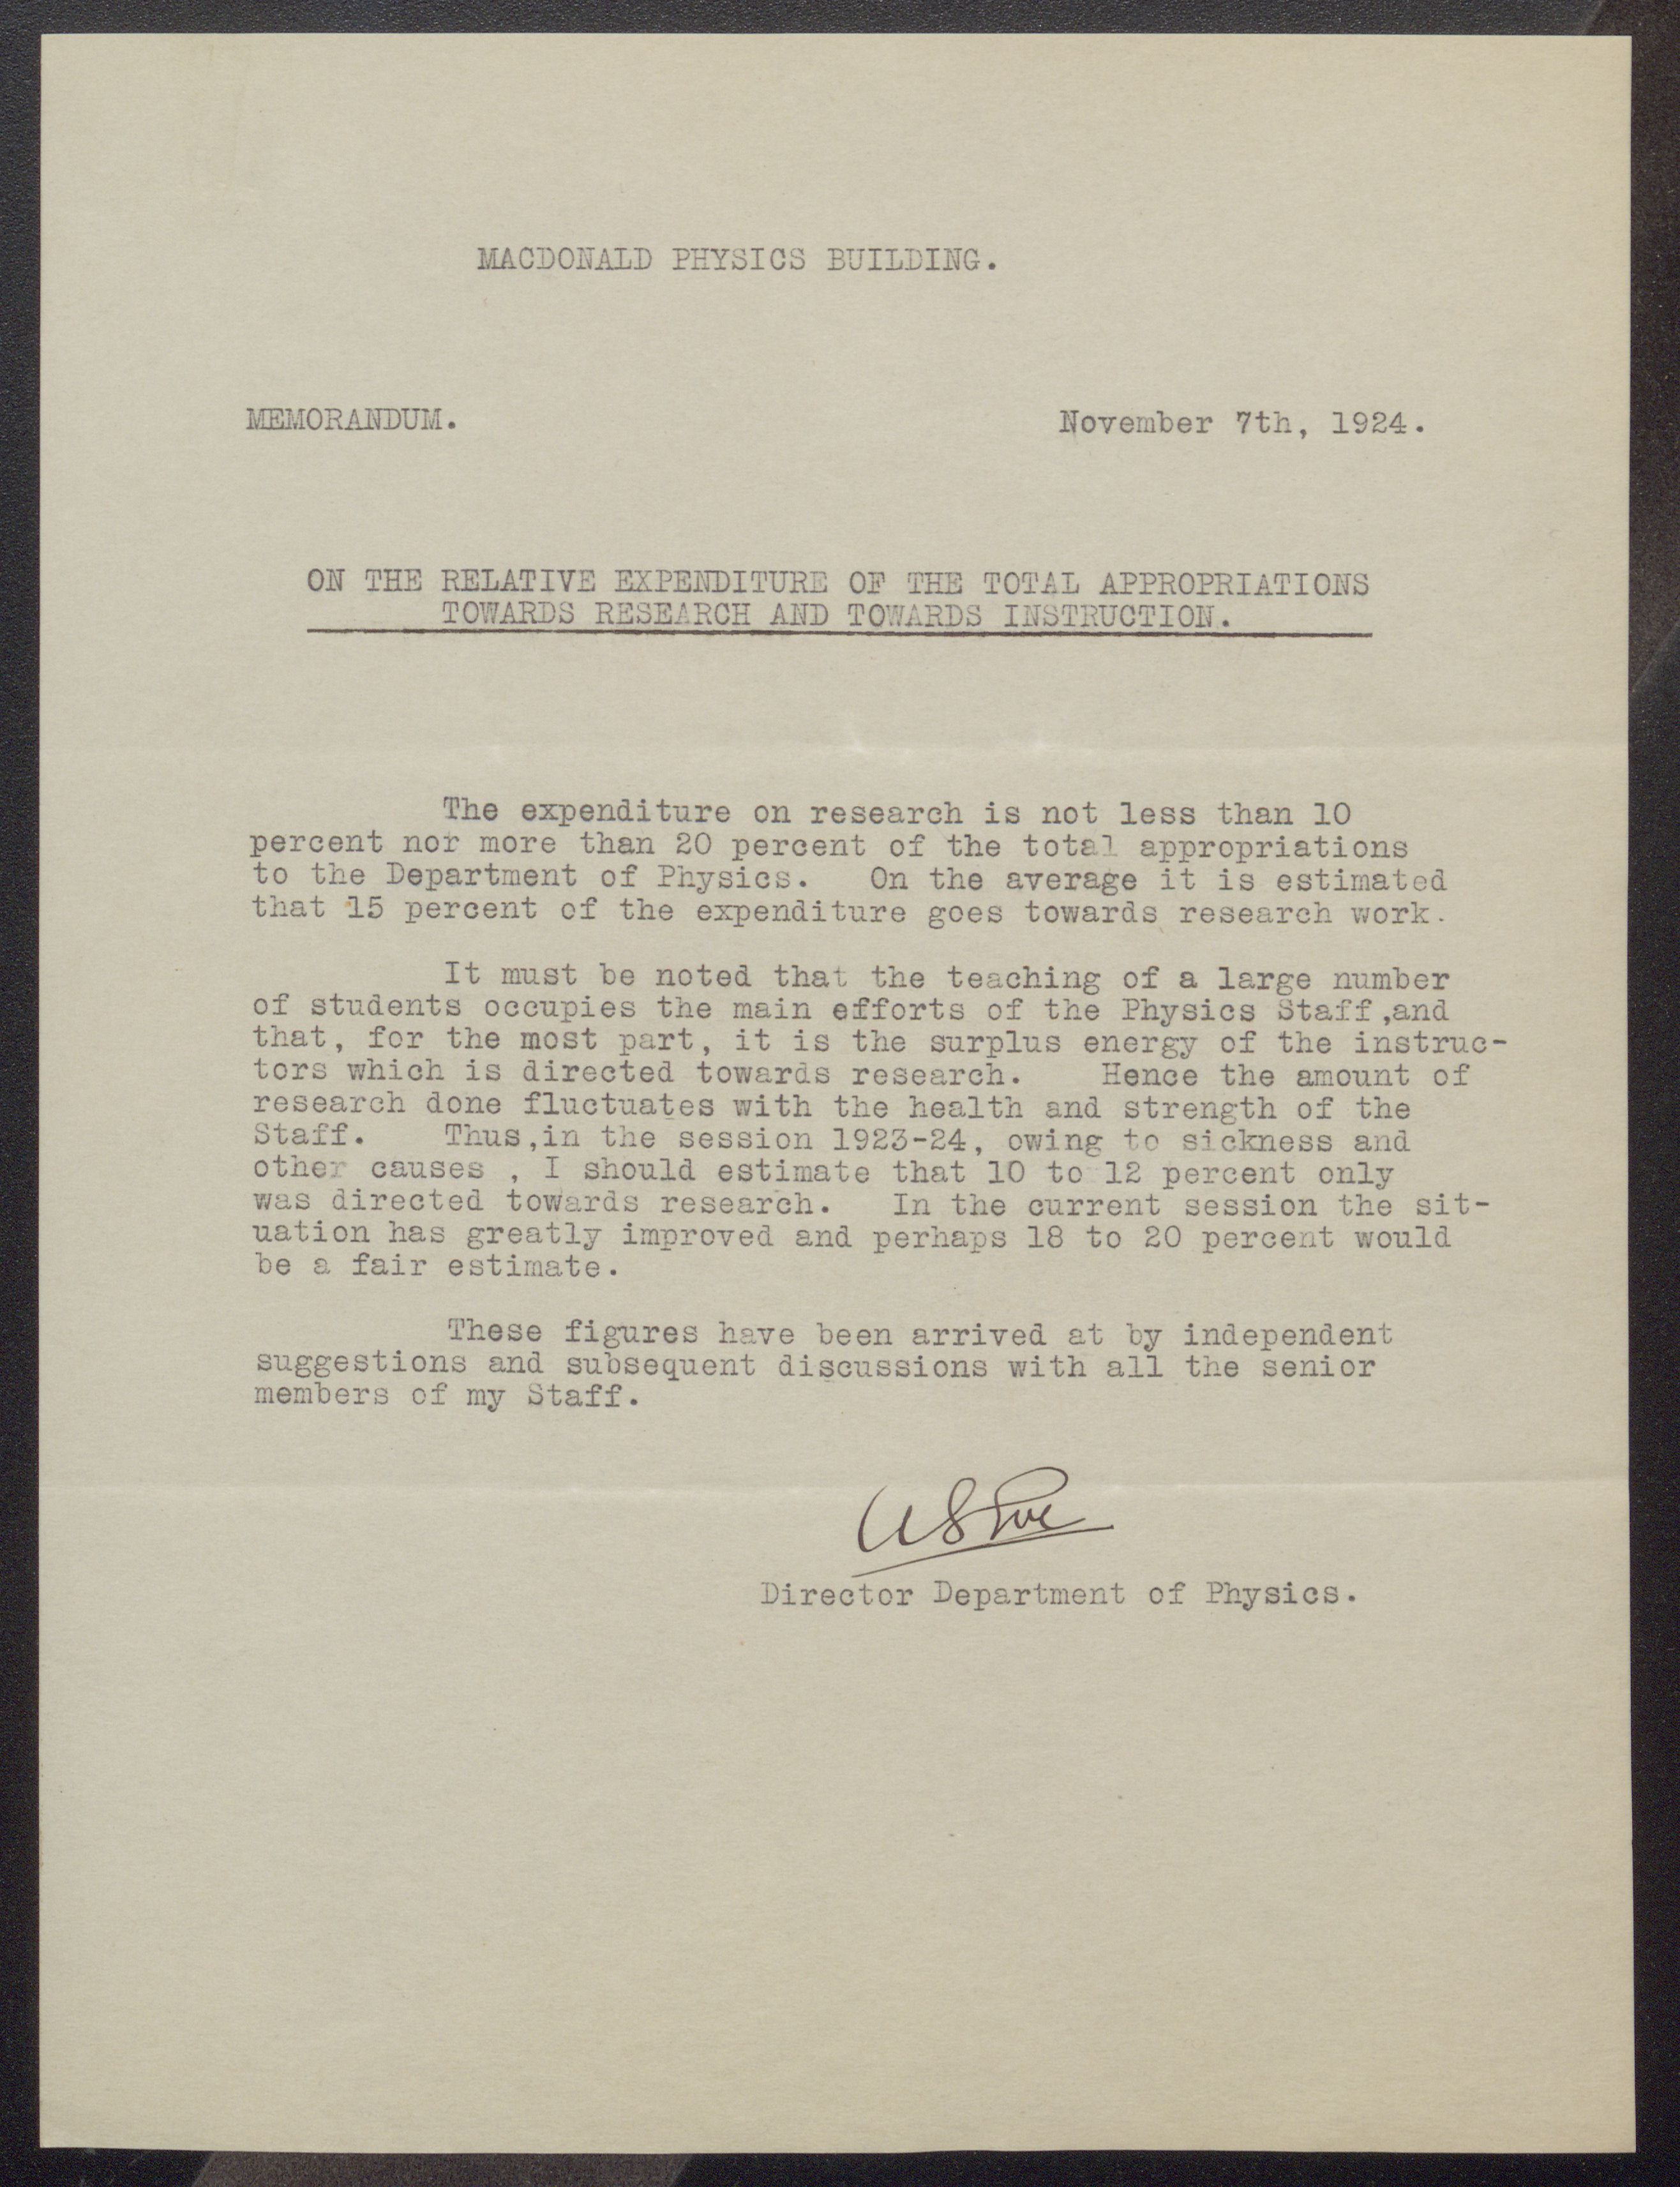 MACDONALD PHYSICS BUILDING.
MEMORANDUM.
November 7th, 1924.
ON THE RELATIVE EXPENDITURE OF THE TOTAL APPROPRIATIONS
TOWARDS RESEARCH AND TOWARDS INSTRUCTION.
The expenditure on research is not less than 10
percent nor more than 20 percent of the total appropriations
to the Department of Physics. On the average it is estimated
that 15 percent of the expenditure goes towards research work.
It must be noted that the teaching of a large number
of students occupies the main efforts of the Physics Staff,and
that, for the most part, it is the surplus energy of the instruc-
tors which is directed towards research. Hence the amount of
research done fluctuates with the health and strength of the
Staff. Thus,in the session 1923-24, owing to sickness and
other causes , I should estimate that 10 to 12 percent only
was directed towards research. In the current session the sit-
uation has greatly improved and perhaps 18 to 20 percent would
be a fair estimate.
These figures have been arrived at by independent
suggestions and subsequent discussions with all the senior
members of my Staff.
AS Eve
Director Department of Physics.